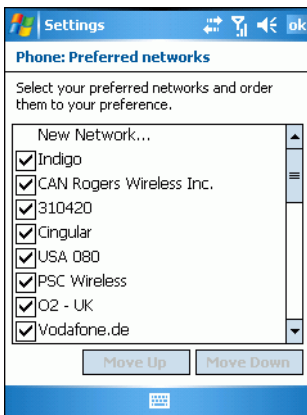 Settings
ok
Phone: Preferred networks
Select your preferred networks and order
them to your preference.
New Network...
Indigo
CAN Rogers Wireless Inc.
310420
Cingular
USA 080
PSC Wireless
O2 - UK
Vodafone.de
Move Up
Move Down